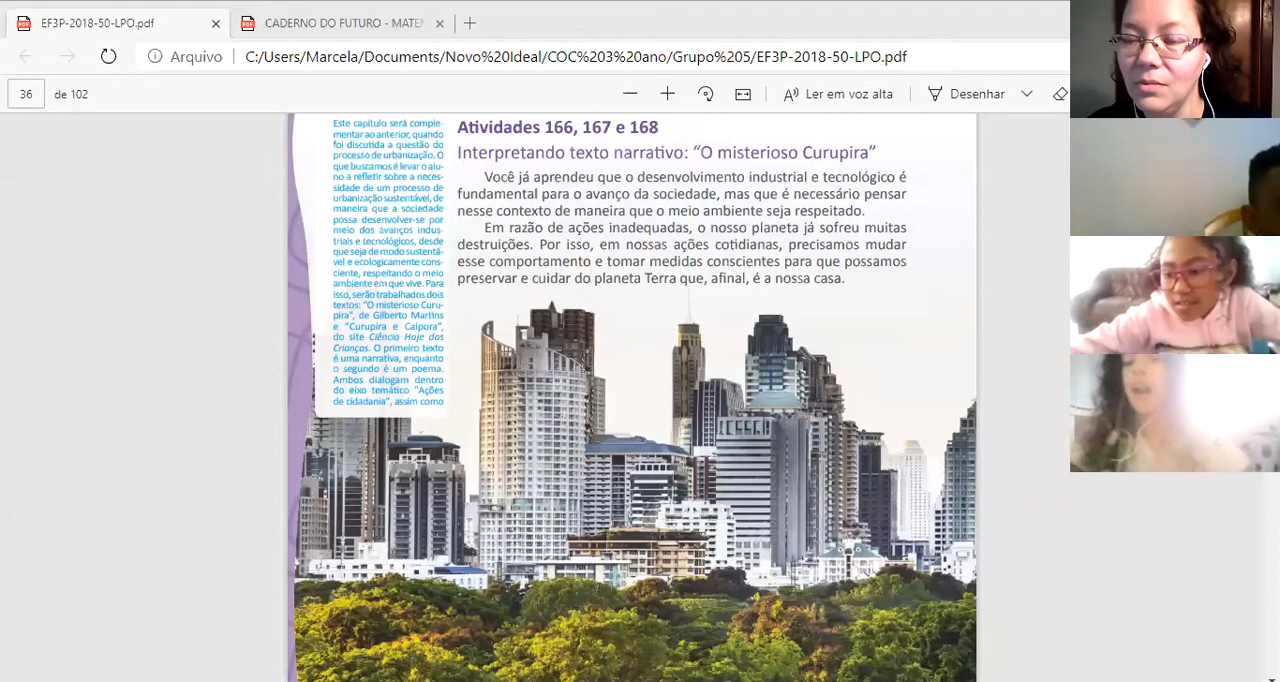 EF3P-2018-50-LPO.pdf
CADERNO DO FUTURO - MATE
Arquivo
C:/Users/Marcela/Documents/Novo%20Ideal/COC%203%20ano/Grupo%205/EF3P-2018-50-LPO.pdf
36 de 102
Ler em voz alta
Desenhar
Este capítulo será comple-
mentar ao anterior, quando
foi discutida a questão do
processo de urbanização. O
que buscamos é levar o alu-
no a refletir sobre a neces-
sidade de um processo de
urbanização sustentável, de
maneira que a sociedade
possa desenvolver-se por
meio dos avanços indus-
triais e tecnológicos, desde
que seja de modo sustentá-
vel e ecologicamente cons-
ciente, respeitando o meio
ambiente em que vive. Para
isso, serão trabalhados dois
textos: "O misterioso Curu-
pira", de Gilberto Martins
e "Curupira e Caipora",
do site Ciência Hoje das
Crianças. O primeiro texto
é uma narrativa, enquanto
o segundo é um poema.
Ambos dialogam dentro
do eixo temático "Ações
de cidadania", assim como
Atividades 166, 167 e 168
Interpretando texto narrativo: "O misterioso Curupira"
Você já aprendeu que o desenvolvimento industrial e tecnológico é
fundamental para o avanço da sociedade, mas que é necessário pensar
nesse contexto de maneira que o meio ambiente seja respeitado.
Em razão de ações inadequadas, o nosso planeta já sofreu muitas
destruições. Por isso, em nossas ações cotidianas, precisamos mudar
esse comportamento e tomar medidas conscientes para que possamos
preservar e cuidar do planeta Terra que, afinal, é a nossa casa.